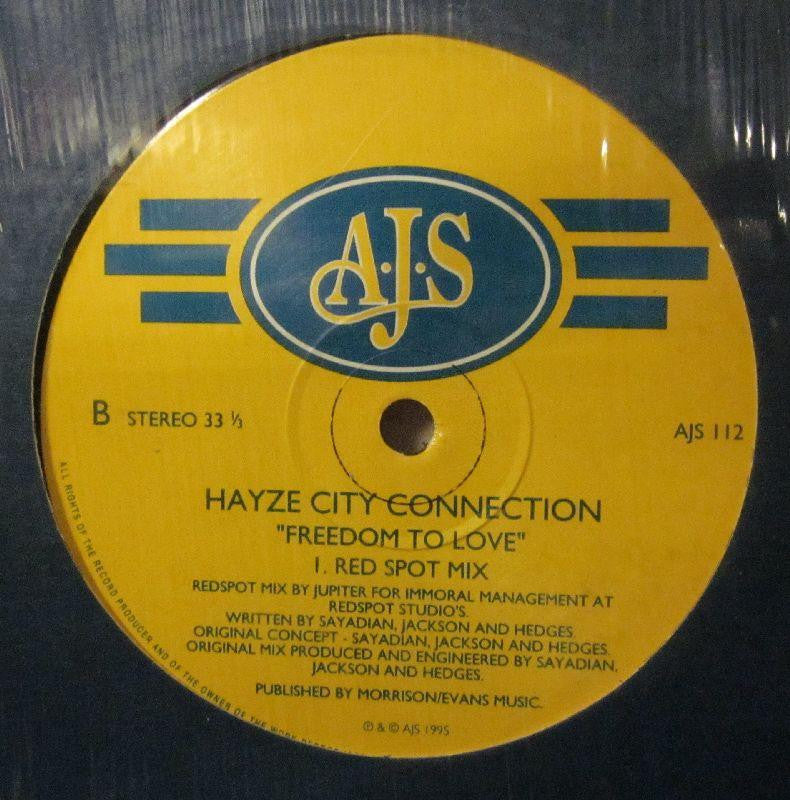 A.J.S
B STEREO 33 ⅓
AJS 112
HAYZE CITY CONNECTION
"FREEDOM TO LOVE"
1. RED SPOT MIX
REDSPOT MIX BY JUPITER FOR IMMORAL MANAGEMENT AT
REDSPOT STUDIO'S.
WRITTEN BY SAYADIAN, JACKSON AND HEDGES.
ORIGINAL CONCEPT - SAYADIAN, JACKSON AND HEDGES.
ORIGINAL MIX PRODUCED AND ENGINEERED BY SAYADIAN,
JACKSON AND HEDGES.
PUBLISHED BY MORRISON/EVANS MUSIC.
℗ & © AJS 1995
ALL RIGHTS OF THE RECORD PRODUCER AND OF THE OWNER OF THE WORK